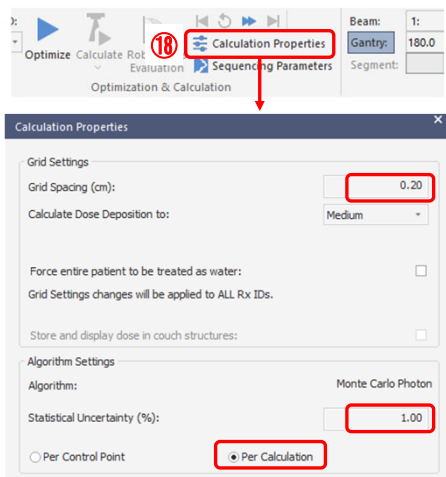 Beam: 1:
Optimize Calculate Rob
⑱
Calculation Properties
Gantry: 180.0
Evaluation
Sequencing Parameters
Segment:
Optimization & Calculation
Calculation Properties
Grid Settings
Grid Spacing (cm): 0.20
Calculate Dose Deposition to: Medium
Force entire patient to be treated as water:
Grid Settings changes will be applied to ALL Rx IDs.
Store and display dose in couch structures:
Algorithm Settings
Algorithm: Monte Carlo Photon
Statistical Uncertainty (%): 1.00
Per Control Point Per Calculation